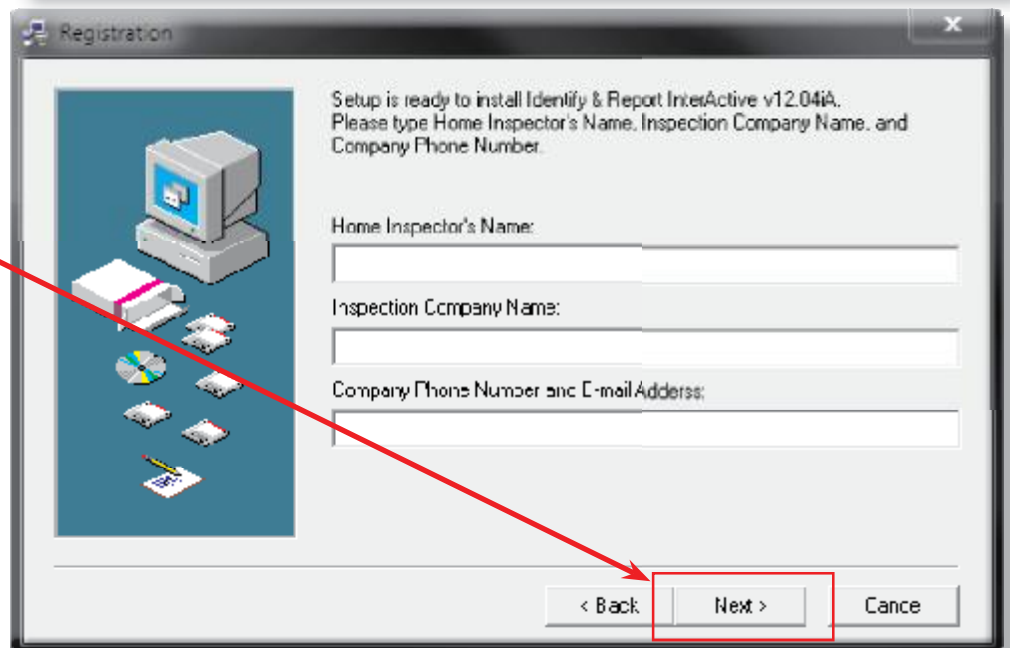 Registration
Setup is ready to install Identify & Report InterActive v12.04iA.
Please type Home Inspector's Name, Inspection Company Name, and
Company Phone Number.
Home Inspector's Name:
Inspection Company Name:
Company Phone Number and E-mail Adderss:
< Back
Next >
Cance